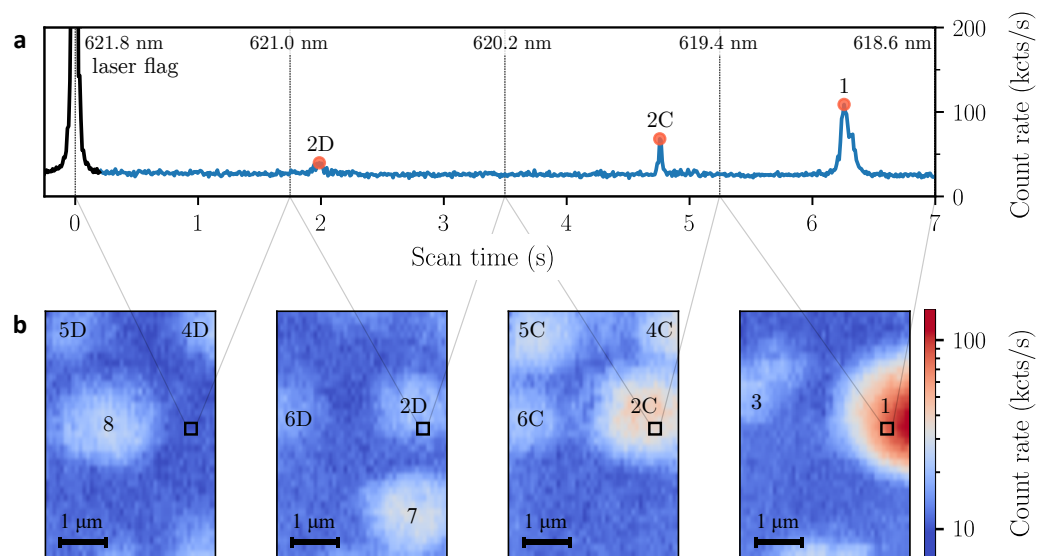 a
621.8 nm 621.0 nm 620.2 nm 619.4 nm 618.6 nm
laser flag
2D
2C
1
200
100
0
Count rate (kcts/s)
0 1 2 3 4 5 6 7
Scan time (s)
b
5D 4D
8
1 µm
6D 2D
7
1 µm
5C 4C
6C 2C
1 µm
3 1
1 µm
100
10
Count rate (kcts/s)